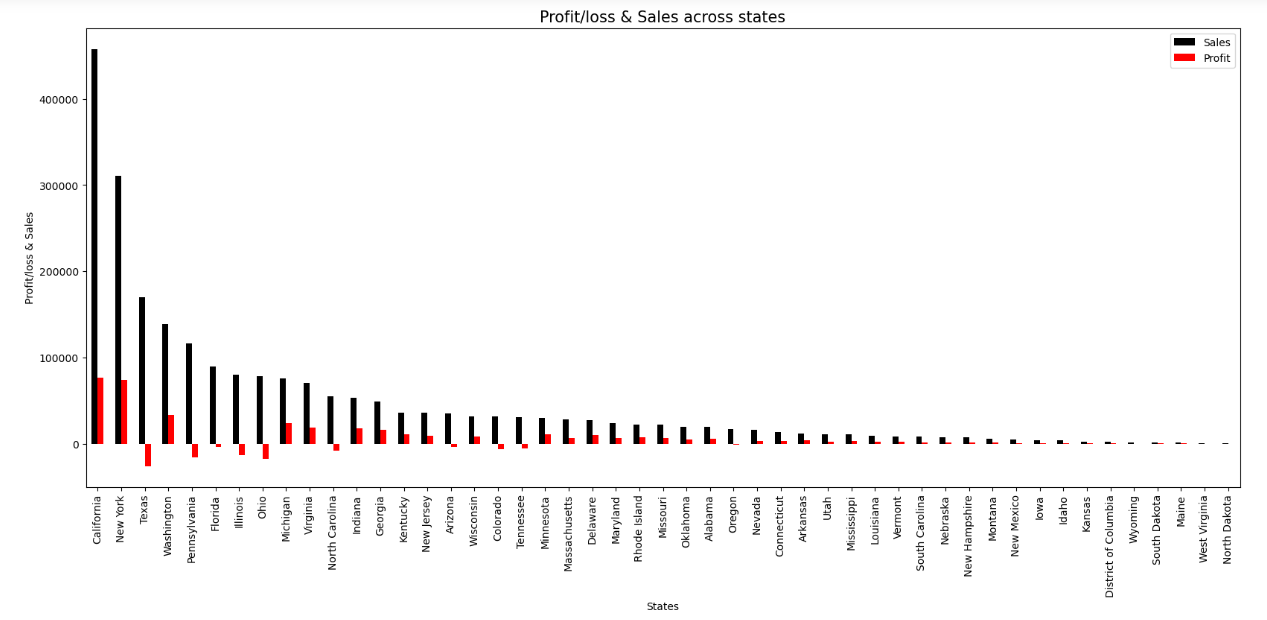 Profit/loss & Sales across states
Sales
Profit
Profit/loss & Sales
400000
300000
200000
100000
0
California
New York
Texas
Washington
Pennsylvania
Florida
Illinois
Ohio
Michigan
Virginia
North Carolina
Indiana
Georgia
Kentucky
New Jersey
Arizona
Wisconsin
Colorado
Tennessee
Minnesota
Massachusetts
Delaware
Maryland
Rhode Island
Missouri
Oklahoma
Alabama
Oregon
Nevada
Connecticut
Arkansas
Utah
Mississippi
Louisiana
Vermont
South Carolina
Nebraska
New Hampshire
Montana
New Mexico
Iowa
Idaho
Kansas
District of Columbia
Wyoming
South Dakota
Maine
West Virginia
North Dakota
States